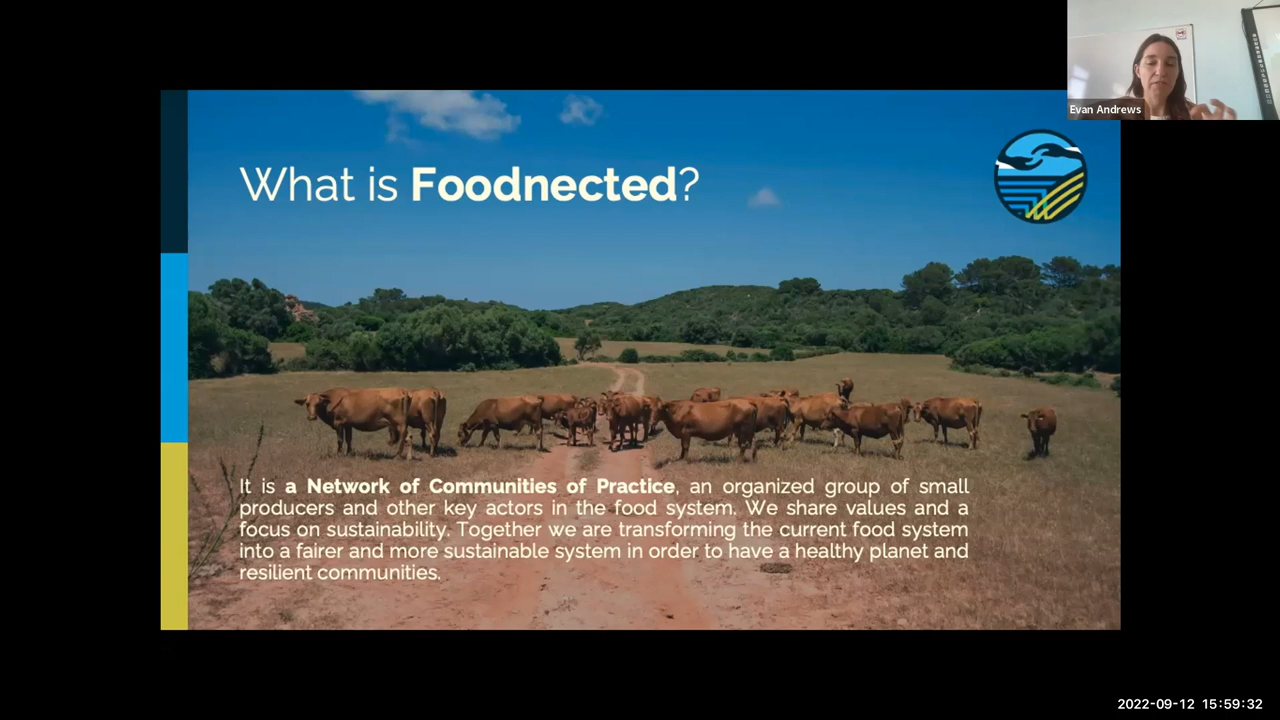 Evan Andrews
What is Foodnected?
It is a Network of Communities of Practice, an organized group of small
producers and other key actors in the food system. We share values and a
focus on sustainability. Together we are transforming the current food system
into a fairer and more sustainable system in order to have a healthy planet and
resilient communities.
2022-09-12 15:59:32